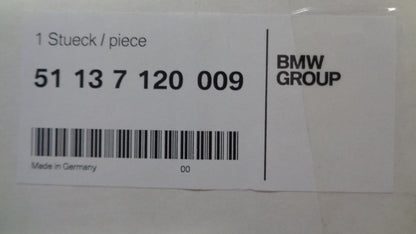 1 Stueck / piece
51 13 7 120 009
Made in Germany
00
BMW
GROUP